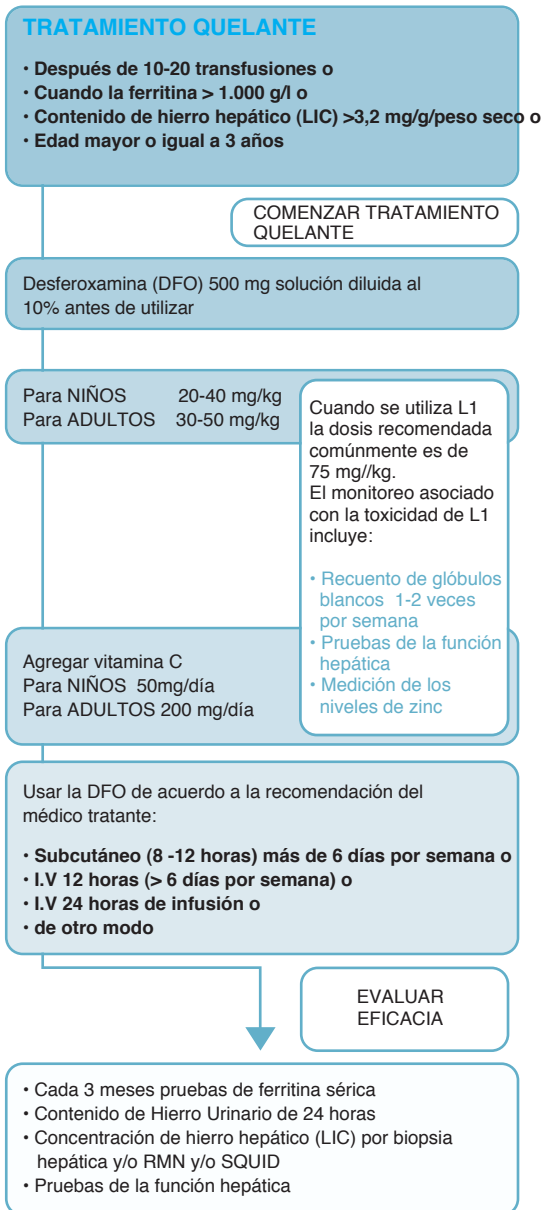 TRATAMIENTO QUELANTE
• Después de 10-20 transfusiones o
• Cuando la ferritina > 1.000 g/l o
• Contenido de hierro hepático (LIC) >3,2 mg/g/peso seco o
• Edad mayor o igual a 3 años
COMENZAR TRATAMIENTO
QUELANTE
Desferoxamina (DFO) 500 mg solución diluida al
10% antes de utilizar
Para NIÑOS 20-40 mg/kg
Para ADULTOS 30-50 mg/kg
Cuando se utiliza L1
la dosis recomendada
comúnmente es de
75 mg//kg.
El monitoreo asociado
con la toxicidad de L1
incluye:
• Recuento de glóbulos
blancos 1-2 veces
por semana
• Pruebas de la función
hepática
• Medición de los
niveles de zinc
Agregar vitamina C
Para NIÑOS 50mg/día
Para ADULTOS 200 mg/día
Usar la DFO de acuerdo a la recomendación del
médico tratante:
• Subcutáneo (8 -12 horas) más de 6 días por semana o
• I.V 12 horas (> 6 días por semana) o
• I.V 24 horas de infusión o
• de otro modo
EVALUAR
EFICACIA
• Cada 3 meses pruebas de ferritina sérica
• Contenido de Hierro Urinario de 24 horas
• Concentración de hierro hepático (LIC) por biopsia
hepática y/o RMN y/o SQUID
• Pruebas de la función hepática